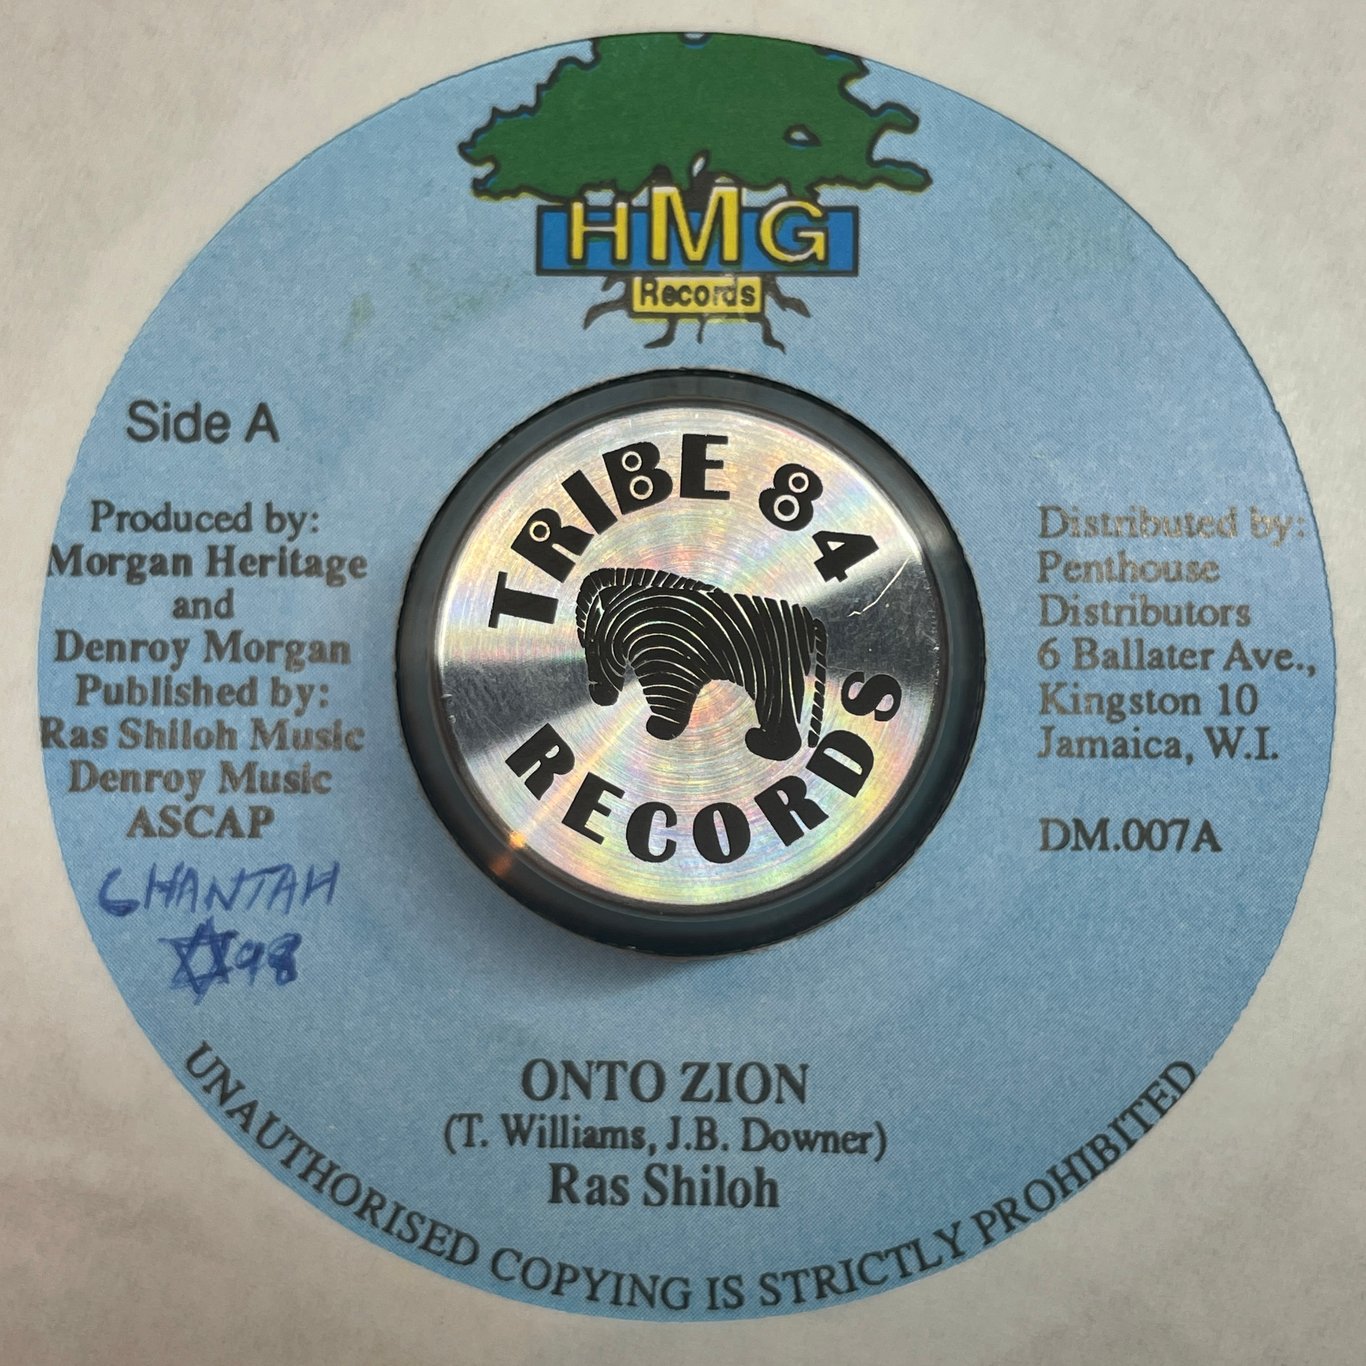 HMG
Records
Side A
Produced by:
Morgan Heritage
and
Denroy Morgan
Published by:
Ras Shiloh Music
Denroy Music
ASCAP
CHANTAH
98
TRIBE 84
RECORDS
Distributed by:
Penthouse
Distributors
6 Ballater Ave.,
Kingston 10
Jamaica, W.I.
DM.007A
ONTO ZION
(T. Williams, J.B. Downer)
Ras Shiloh
UNAUTHORISED COPYING IS STRICTLY PROHIBITED